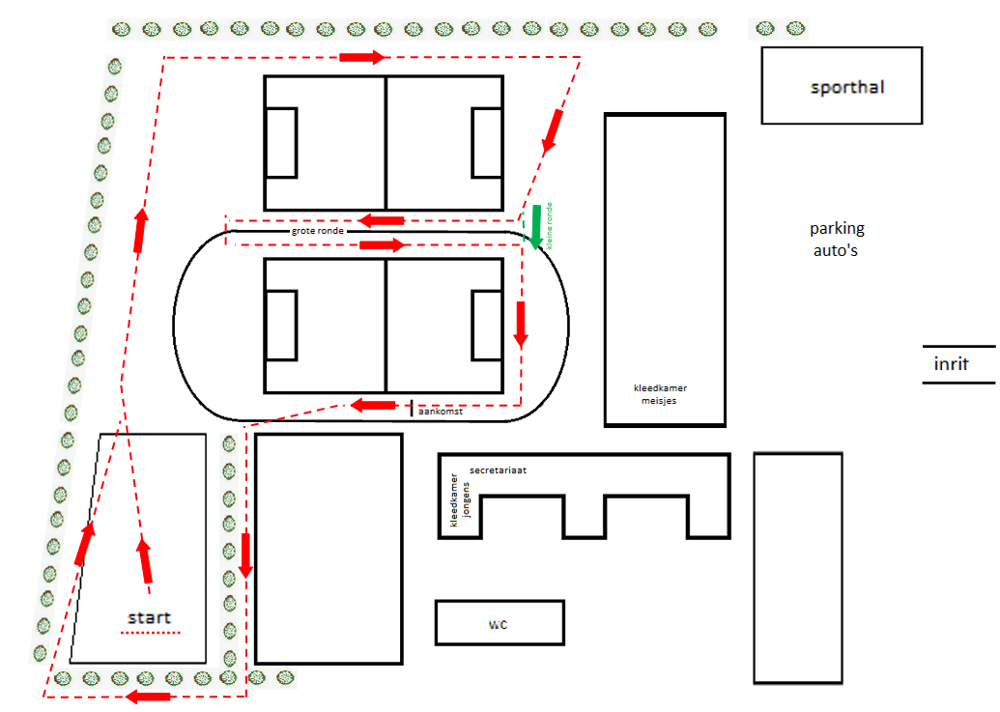 sporthal
kleine ronde
grote ronde
parking
auto's
inrit
kleedkamer
meisjes
aankomst
secretariaat
kleedkamer
jongens
start
WC